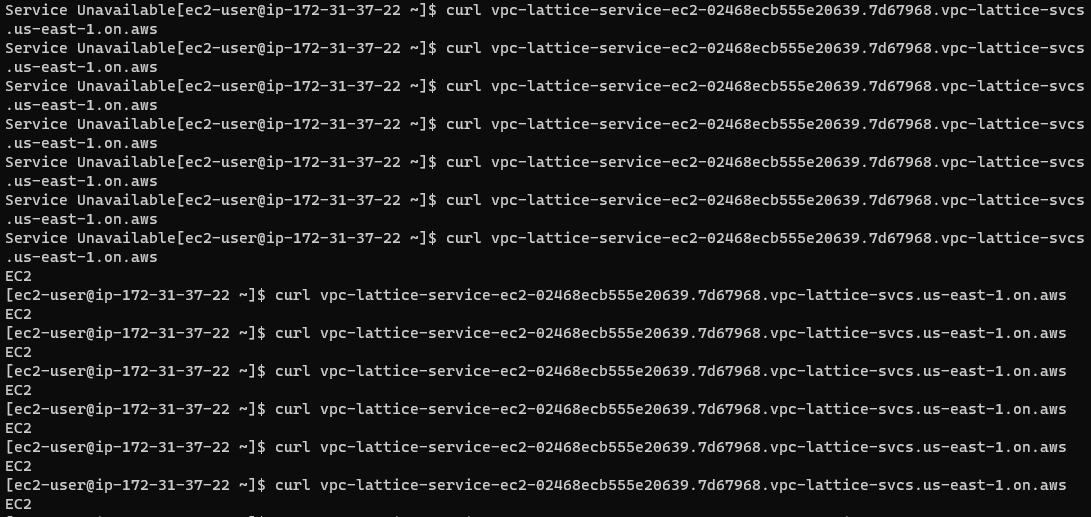 Service Unavailable[ec2-user@ip-172-31-37-22 ~]$ curl vpc-lattice-service-ec2-02468ecb555e20639.7d67968.vpc-lattice-svcs
.us-east-1.on.aws
Service Unavailable[ec2-user@ip-172-31-37-22 ~]$ curl vpc-lattice-service-ec2-02468ecb555e20639.7d67968.vpc-lattice-svcs
.us-east-1.on.aws
Service Unavailable[ec2-user@ip-172-31-37-22 ~]$ curl vpc-lattice-service-ec2-02468ecb555e20639.7d67968.vpc-lattice-svcs
.us-east-1.on.aws
Service Unavailable[ec2-user@ip-172-31-37-22 ~]$ curl vpc-lattice-service-ec2-02468ecb555e20639.7d67968.vpc-lattice-svcs
.us-east-1.on.aws
Service Unavailable[ec2-user@ip-172-31-37-22 ~]$ curl vpc-lattice-service-ec2-02468ecb555e20639.7d67968.vpc-lattice-svcs
.us-east-1.on.aws
Service Unavailable[ec2-user@ip-172-31-37-22 ~]$ curl vpc-lattice-service-ec2-02468ecb555e20639.7d67968.vpc-lattice-svcs
.us-east-1.on.aws
Service Unavailable[ec2-user@ip-172-31-37-22 ~]$ curl vpc-lattice-service-ec2-02468ecb555e20639.7d67968.vpc-lattice-svcs
.us-east-1.on.aws
EC2
[ec2-user@ip-172-31-37-22 ~]$ curl vpc-lattice-service-ec2-02468ecb555e20639.7d67968.vpc-lattice-svcs.us-east-1.on.aws
EC2
[ec2-user@ip-172-31-37-22 ~]$ curl vpc-lattice-service-ec2-02468ecb555e20639.7d67968.vpc-lattice-svcs.us-east-1.on.aws
EC2
[ec2-user@ip-172-31-37-22 ~]$ curl vpc-lattice-service-ec2-02468ecb555e20639.7d67968.vpc-lattice-svcs.us-east-1.on.aws
EC2
[ec2-user@ip-172-31-37-22 ~]$ curl vpc-lattice-service-ec2-02468ecb555e20639.7d67968.vpc-lattice-svcs.us-east-1.on.aws
EC2
[ec2-user@ip-172-31-37-22 ~]$ curl vpc-lattice-service-ec2-02468ecb555e20639.7d67968.vpc-lattice-svcs.us-east-1.on.aws
EC2
[ec2-user@ip-172-31-37-22 ~]$ curl vpc-lattice-service-ec2-02468ecb555e20639.7d67968.vpc-lattice-svcs.us-east-1.on.aws
EC2